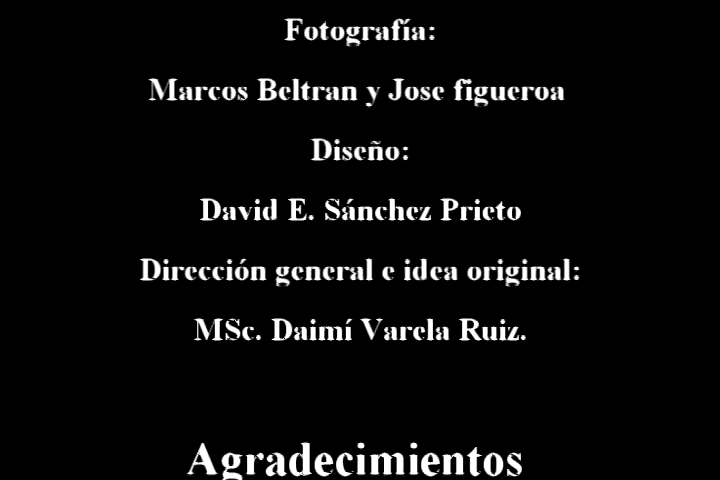 Fotografía:
Marcos Beltran y Jose figueroa
Diseño:
David E. Sánchez Prieto
Dirección general e idea original:
MSc. Daimí Varela Ruiz.
Agradecimientos